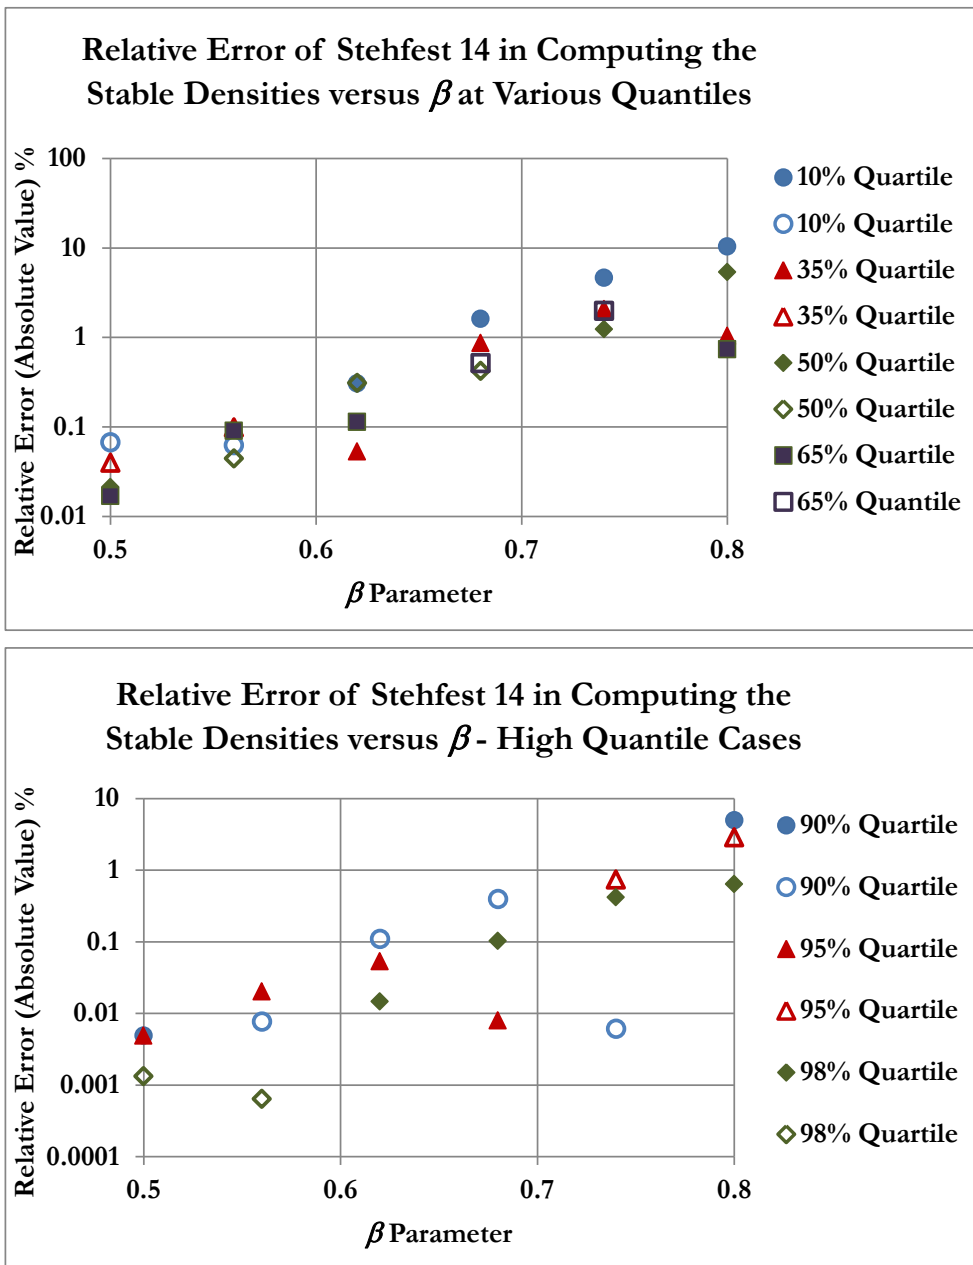 Relative Error of Stehfest 14 in Computing the
Stable Densities versus β at Various Quantiles
Relative Error (Absolute Value) %
100
10
1
0.1
0.01
0.5
0.6
0.7
0.8
β Parameter
10% Quartile
10% Quartile
35% Quartile
35% Quartile
50% Quartile
50% Quartile
65% Quartile
65% Quantile
Relative Error of Stehfest 14 in Computing the
Stable Densities versus β - High Quantile Cases
Relative Error (Absolute Value) %
10
1
0.1
0.01
0.001
0.0001
0.5
0.6
0.7
0.8
β Parameter
90% Quartile
90% Quartile
95% Quartile
95% Quartile
98% Quartile
98% Quartile